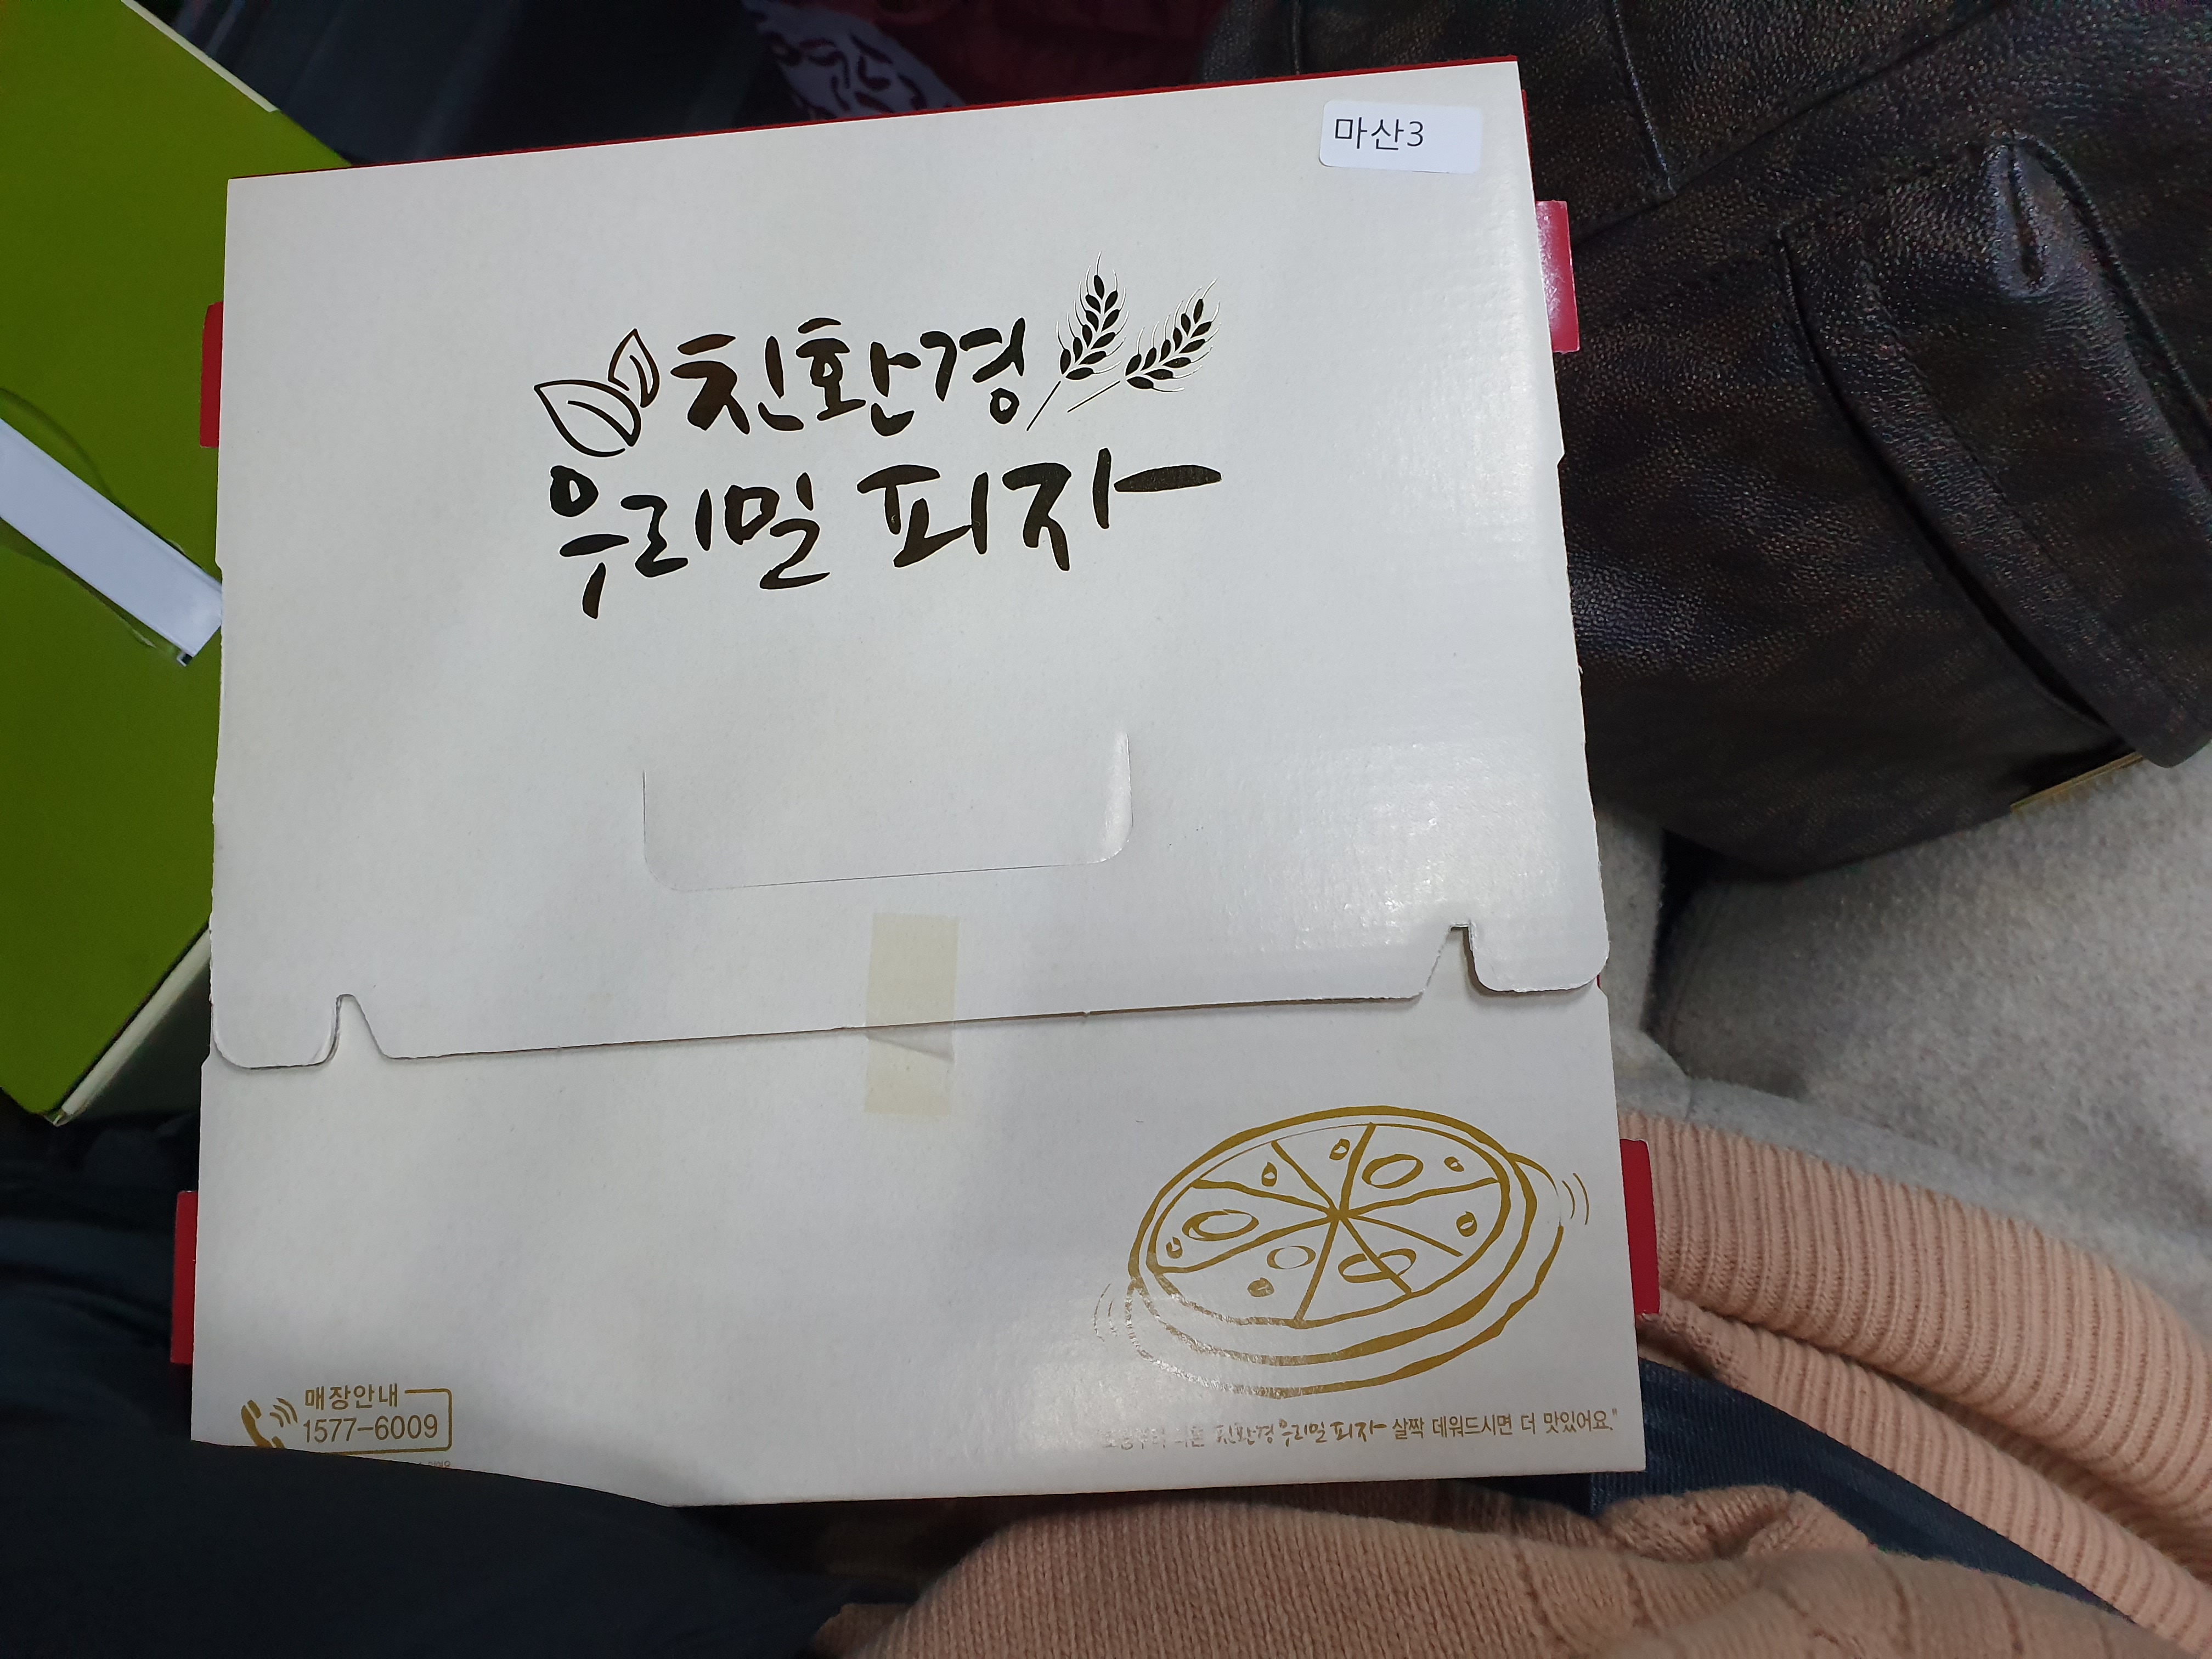 마산3
친환경
우리밀 피자
매장안내
1577-6009
친환경 우리밀 피자 살짝 데워드시면 더 맛있어요."